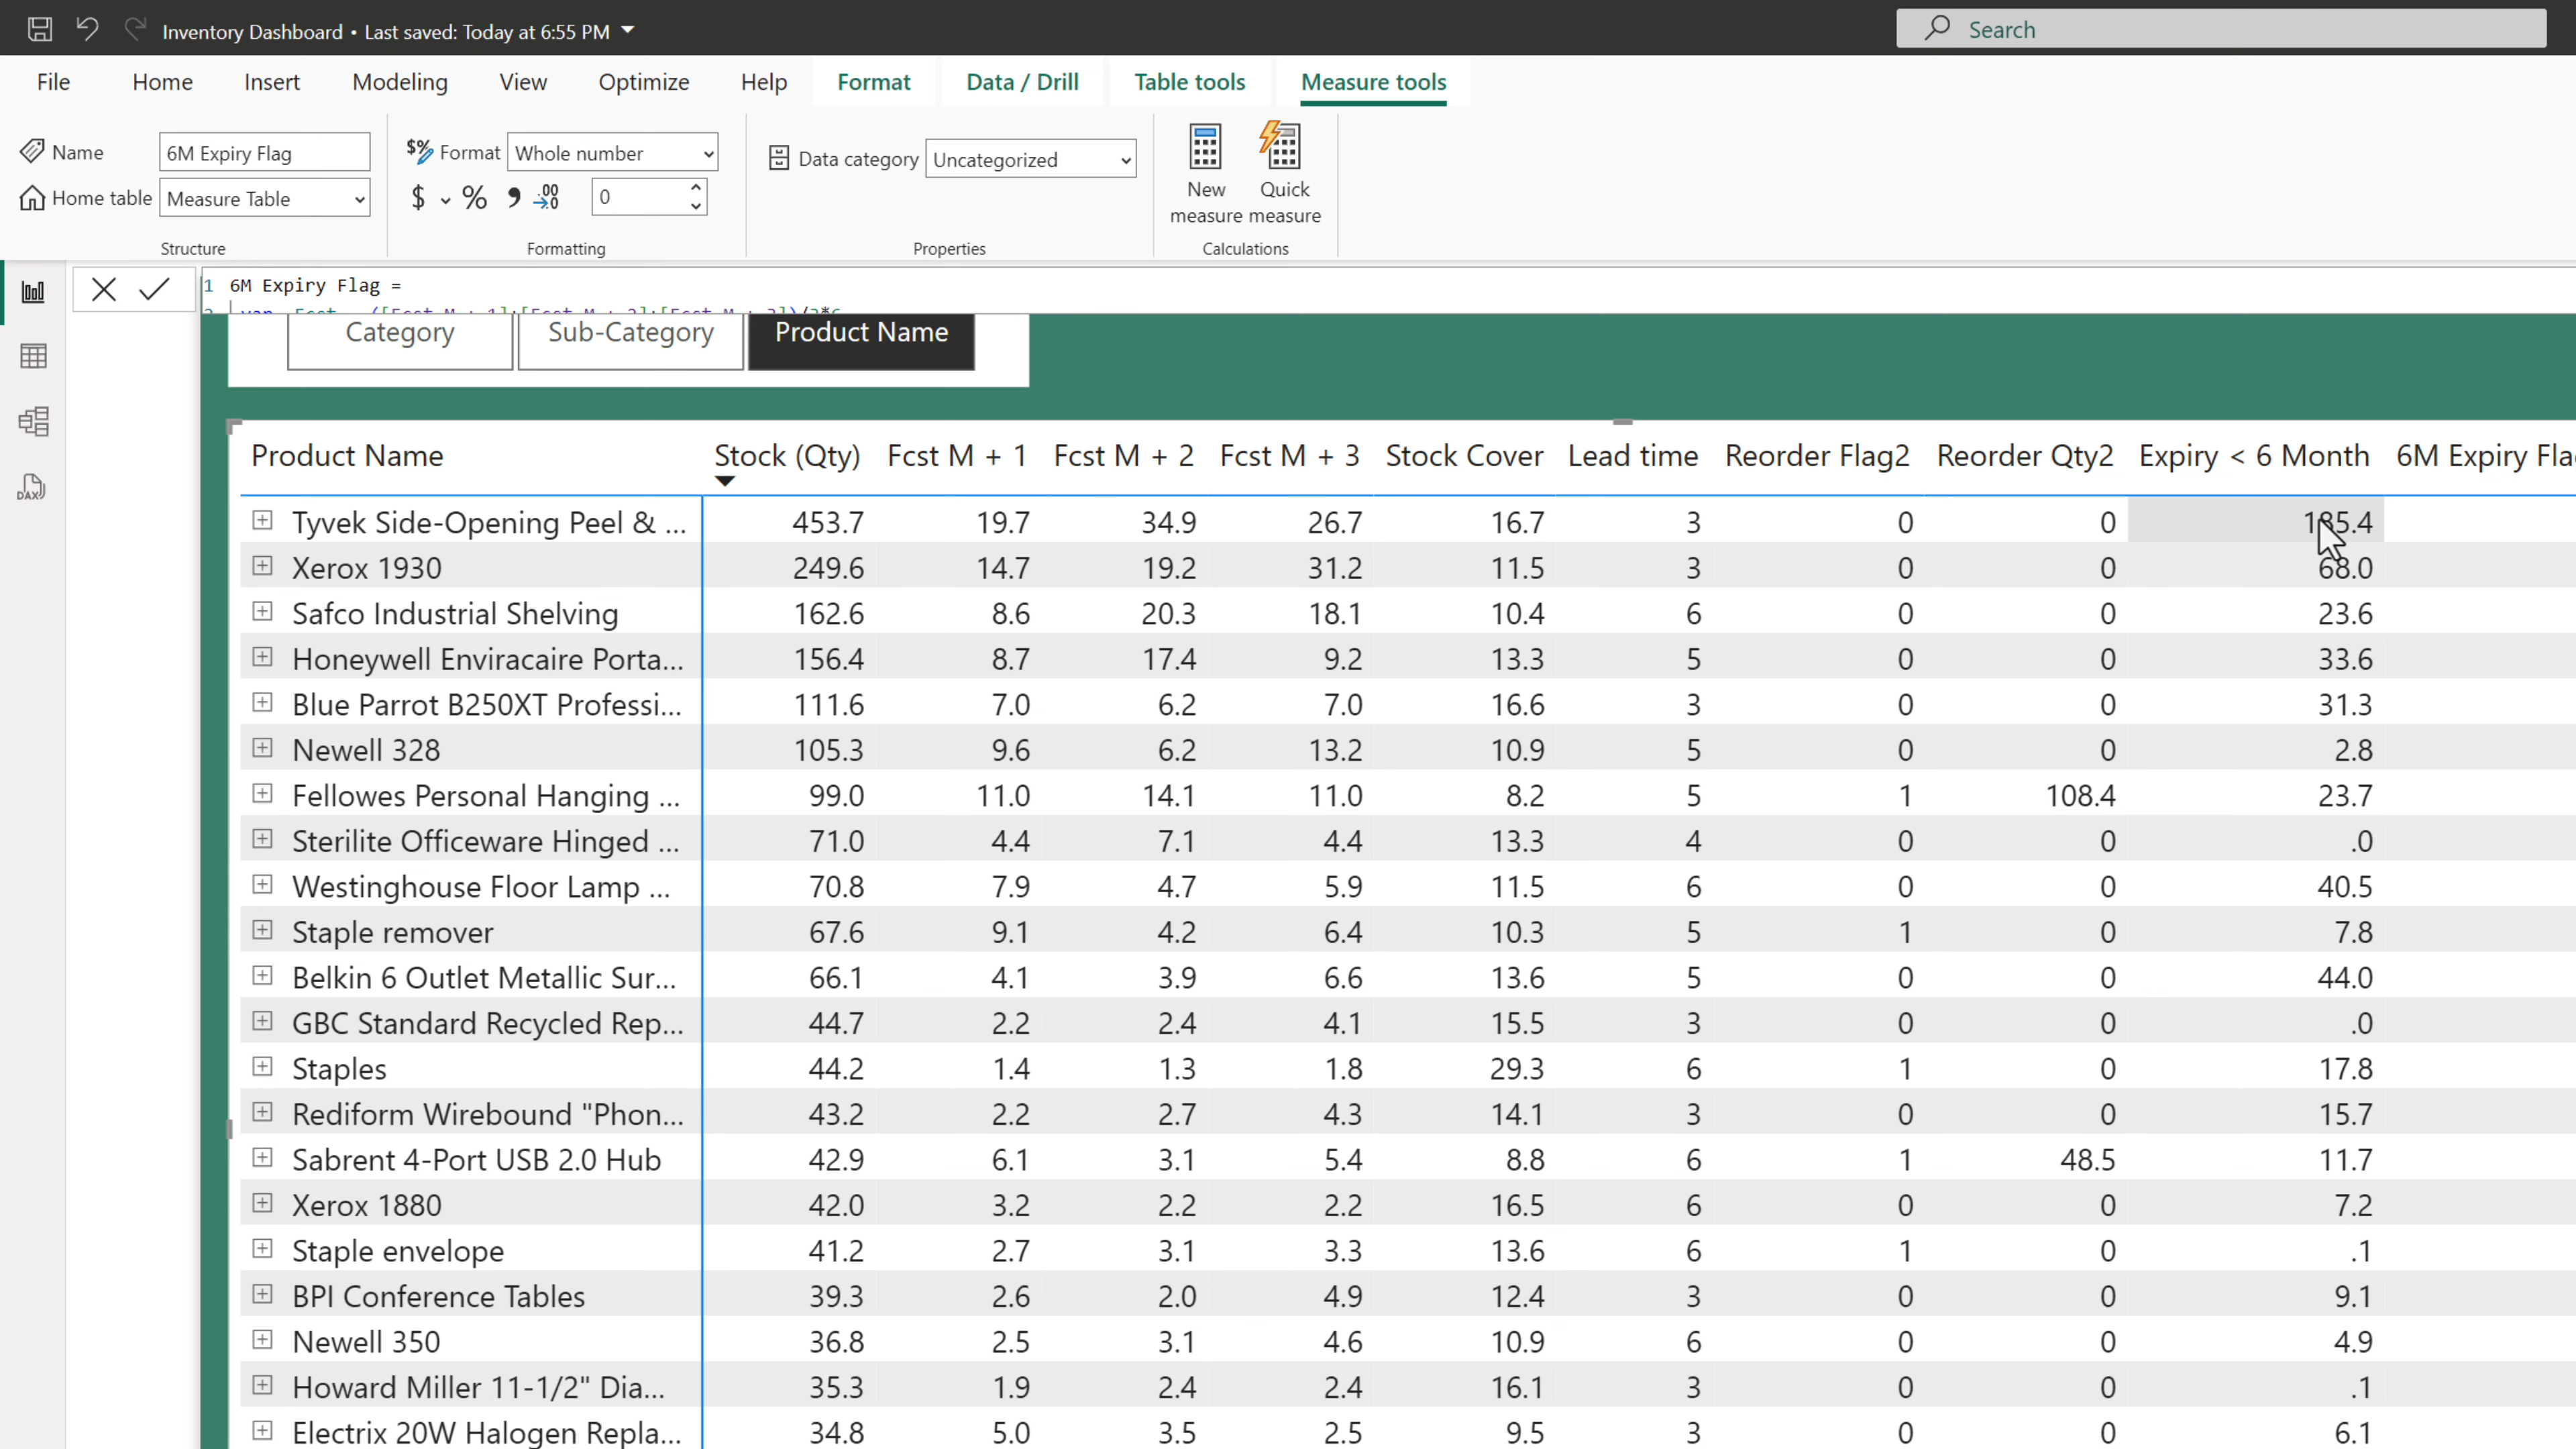 Inventory Dashboard • Last saved: Today at 6:55 PM
Search
File Home Insert Modeling View Optimize Help Format Data / Drill Table tools Measure tools
Name 6M Expiry Flag
Home table Measure Table
Structure
$% Format Whole number
$ % , .00 →.0 0
Formatting
Data category Uncategorized
Properties
New measure
Quick measure
Calculations
DAX
1 6M Expiry Flag =
Category Sub-Category Product Name
Product Name Stock (Qty) Fcst M + 1 Fcst M + 2 Fcst M + 3 Stock Cover Lead time Reorder Flag2 Reorder Qty2 Expiry < 6 Month 6M Expiry Fla
Tyvek Side-Opening Peel & ... 453.7 19.7 34.9 26.7 16.7 3 0 0 185.4
Xerox 1930 249.6 14.7 19.2 31.2 11.5 3 0 0 68.0
Safco Industrial Shelving 162.6 8.6 20.3 18.1 10.4 6 0 0 23.6
Honeywell Enviracaire Porta... 156.4 8.7 17.4 9.2 13.3 5 0 0 33.6
Blue Parrot B250XT Professi... 111.6 7.0 6.2 7.0 16.6 3 0 0 31.3
Newell 328 105.3 9.6 6.2 13.2 10.9 5 0 0 2.8
Fellowes Personal Hanging ... 99.0 11.0 14.1 11.0 8.2 5 1 108.4 23.7
Sterilite Officeware Hinged ... 71.0 4.4 7.1 4.4 13.3 4 0 0 .0
Westinghouse Floor Lamp ... 70.8 7.9 4.7 5.9 11.5 6 0 0 40.5
Staple remover 67.6 9.1 4.2 6.4 10.3 5 1 0 7.8
Belkin 6 Outlet Metallic Sur... 66.1 4.1 3.9 6.6 13.6 5 0 0 44.0
GBC Standard Recycled Rep... 44.7 2.2 2.4 4.1 15.5 3 0 0 .0
Staples 44.2 1.4 1.3 1.8 29.3 6 1 0 17.8
Rediform Wirebound "Phon... 43.2 2.2 2.7 4.3 14.1 3 0 0 15.7
Sabrent 4-Port USB 2.0 Hub 42.9 6.1 3.1 5.4 8.8 6 1 48.5 11.7
Xerox 1880 42.0 3.2 2.2 2.2 16.5 6 0 0 7.2
Staple envelope 41.2 2.7 3.1 3.3 13.6 6 1 0 .1
BPI Conference Tables 39.3 2.6 2.0 4.9 12.4 3 0 0 9.1
Newell 350 36.8 2.5 3.1 4.6 10.9 6 0 0 4.9
Howard Miller 11-1/2" Dia... 35.3 1.9 2.4 2.4 16.1 3 0 0 .1
Electrix 20W Halogen Repla... 34.8 5.0 3.5 2.5 9.5 3 0 0 6.1